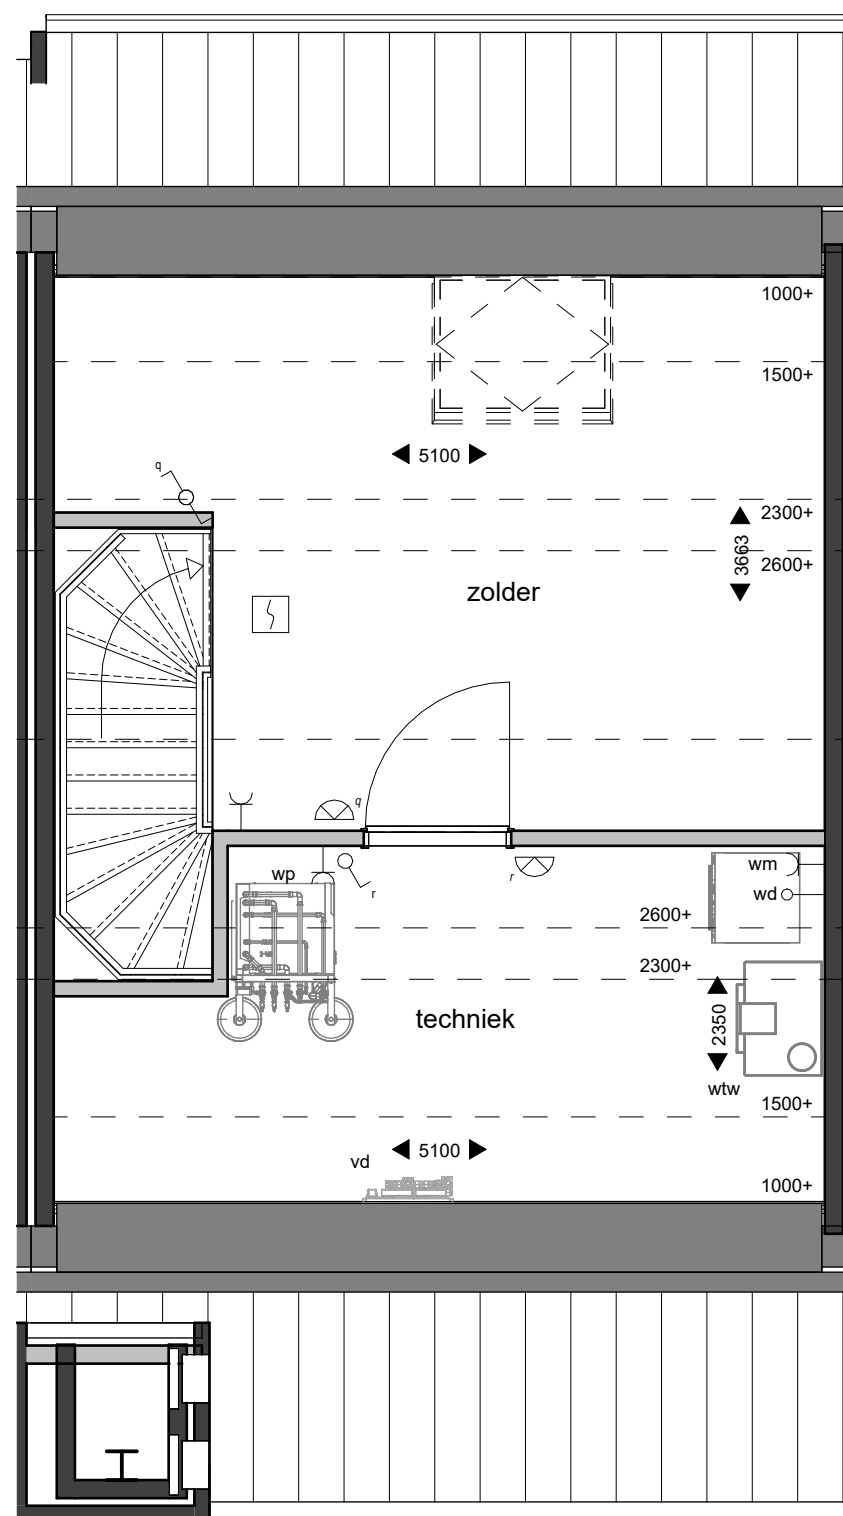 1000+
1500+
5100
q
2300+
3663
2600+
zolder
q
r
r
wp
wm
wd
2600+
2300+
techniek
2350
wtw
1500+
5100
vd
1000+